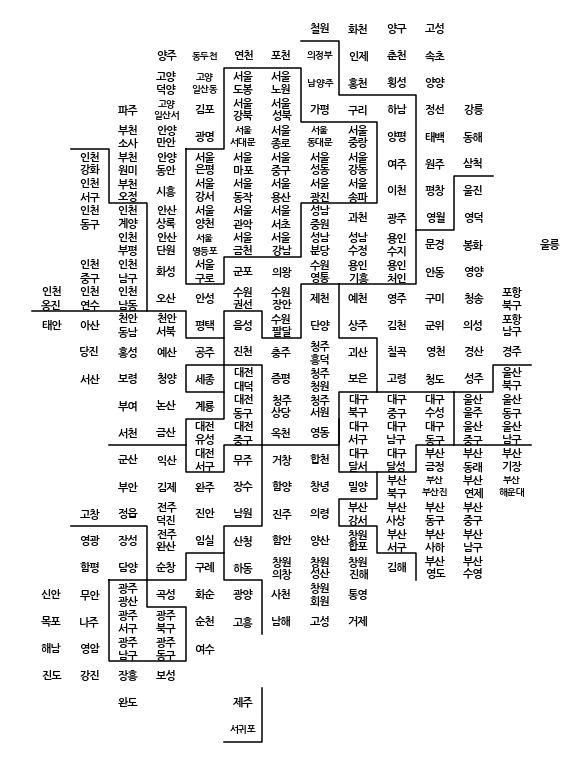 철원 화천 양구 고성
양주 동두천 연천 포천 의정부 인제 춘천 속초
고양 고양 서울 서울 남양주 홍천 횡성 양양
덕양 일산동 도봉 노원
파주 고양 김포 서울 서울 가평 구리 하남 정선 강릉
일산서 강북 성북
부천 안양 광명 서울 서울 서울 서울 양평 태백 동해
소사 만안 서대문 종로 동대문 중랑
인천 부천 안양 서울 서울 서울 서울 서울 여주 원주 삼척
강화 원미 동안 은평 마포 중구 성동 강동
인천 부천 시흥 서울 서울 서울 서울 서울 이천 평창 울진
서구 오정 강서 동작 용산 광진 송파
인천 인천 안산 서울 서울 서울 성남 과천 광주 영월 영덕
동구 계양 상록 양천 관악 서초 중원
인천 안산 서울 서울 서울 성남 성남 용인 문경 봉화 울릉
부평 단원 영등포 금천 강남 분당 수정 수지
인천 인천 화성 서울 군포 의왕 수원 용인 용인 안동 영양
중구 남구 구로 영통 기흥 처인
인천 인천 인천 오산 안성 수원 수원 제천 예천 영주 구미 청송 포항
옹진 연수 남동 권선 장안 북구
태안 아산 천안 천안 평택 음성 수원 단양 상주 김천 군위 의성 포항
동남 서북 팔달 남구
당진 홍성 예산 공주 진천 충주 청주 괴산 칠곡 영천 경산 경주
흥덕
서산 보령 청양 세종 대전 증평 청주 보은 고령 청도 성주 울산
대덕 청원 북구
부여 논산 계룡 대전 청주 청주 대구 대구 대구 울산 울산
동구 상당 서원 북구 중구 수성 울주 동구
서천 금산 대전 대전 옥천 영동 대구 대구 대구 울산 울산
유성 중구 서구 남구 동구 중구 남구
군산 익산 대전 무주 거창 합천 대구 대구 부산 부산 부산
서구 달서 달성 금정 동래 기장
부안 김제 완주 장수 함양 창녕 밀양 부산 부산 부산 부산
북구 부산진 연제 해운대
고창 정읍 전주 진안 남원 진주 의령 부산 부산 부산 부산
덕진 강서 사상 동구 중구
영광 장성 전주 임실 산청 함안 양산 창원 부산 부산 부산
완산 합포 서구 사하 남구
함평 담양 순창 구례 하동 창원 창원 창원 김해 부산 부산
의창 성산 진해 영도 수영
신안 무안 광주 곡성 화순 광양 사천 창원 통영
광산 회원
목포 나주 광주 광주 순천 고흥 남해 고성 거제
서구 북구
해남 영암 광주 광주 여수
남구 동구
진도 강진 장흥 보성
완도 제주
서귀포